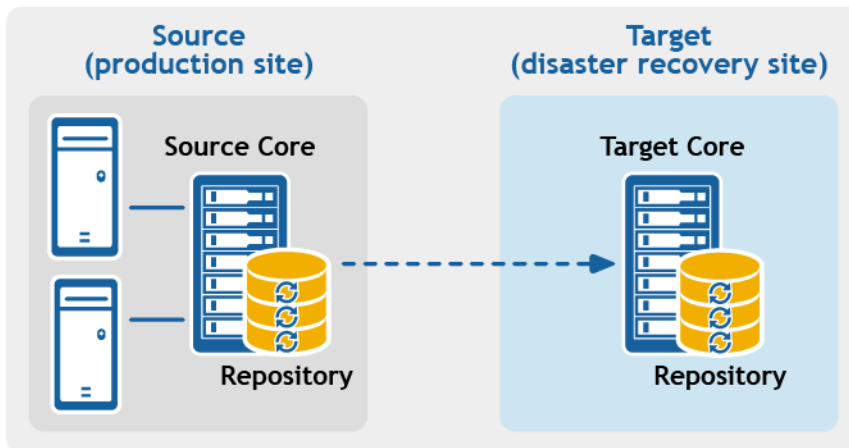 Source
(production site)
Target
(disaster recovery site)
Source Core
Target Core
Repository
Repository